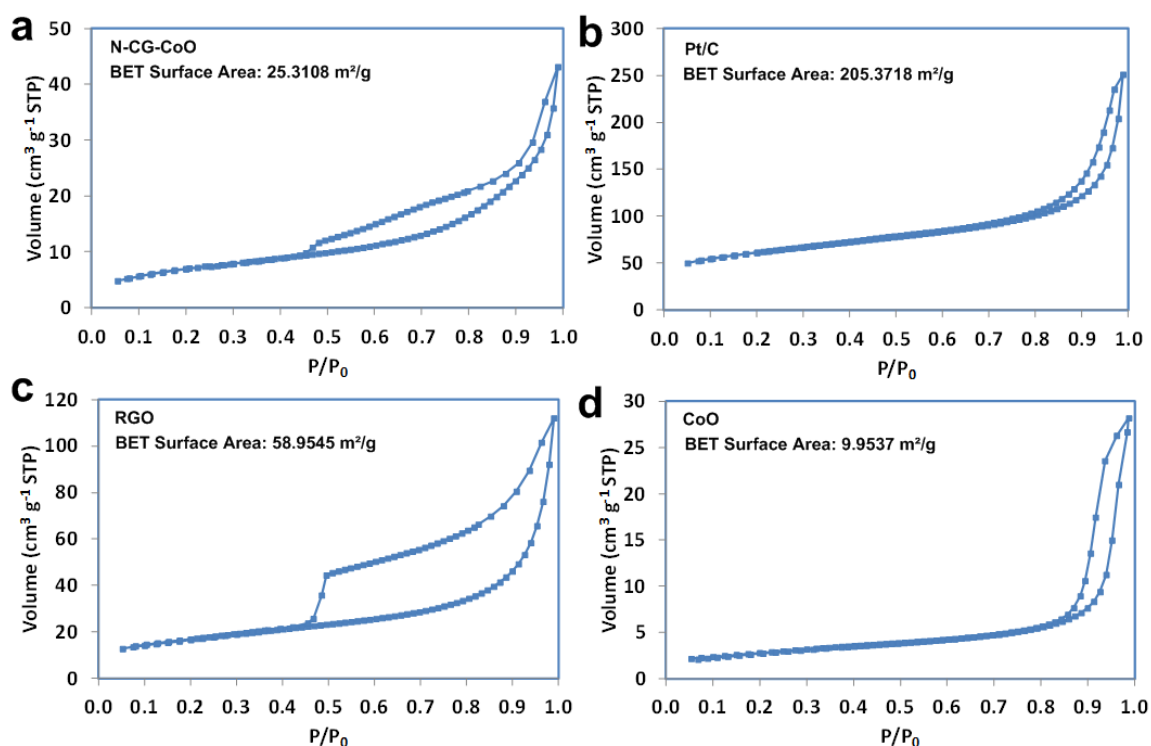 a
N-CG-CoO
BET Surface Area: 25.3108 m²/g
50
40
30
20
10
0
Volume (cm³ g⁻¹ STP)
0.0 0.1 0.2 0.3 0.4 0.5 0.6 0.7 0.8 0.9 1.0
P/P₀
b
Pt/C
BET Surface Area: 205.3718 m²/g
300
250
200
150
100
50
0
Volume (cm³ g⁻¹ STP)
0.0 0.1 0.2 0.3 0.4 0.5 0.6 0.7 0.8 0.9 1.0
P/P₀
c
RGO
BET Surface Area: 58.9545 m²/g
120
100
80
60
40
20
0
Volume (cm³ g⁻¹ STP)
0.0 0.1 0.2 0.3 0.4 0.5 0.6 0.7 0.8 0.9 1.0
P/P₀
d
CoO
BET Surface Area: 9.9537 m²/g
30
25
20
15
10
5
0
Volume (cm³ g⁻¹ STP)
0.0 0.1 0.2 0.3 0.4 0.5 0.6 0.7 0.8 0.9 1.0
P/P₀